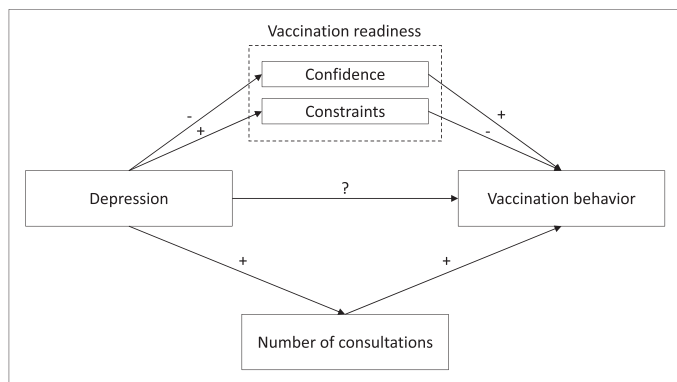 Vaccination readiness
Confidence
Constraints
-
+
+
-
Depression
?
Vaccination behavior
+
+
Number of consultations